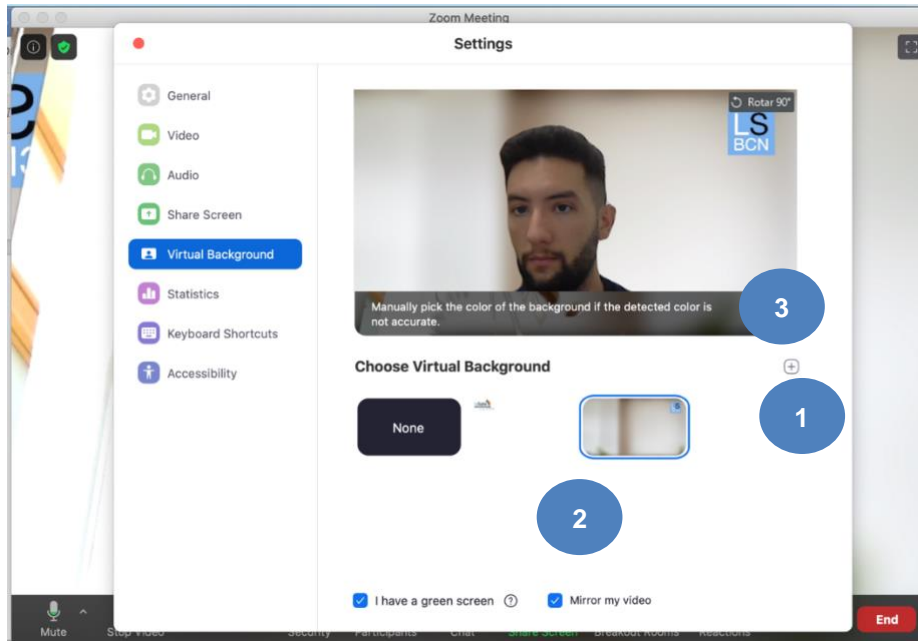 Zoom Meeting
Settings
General
Video
Audio
Share Screen
Virtual Background
Statistics
Keyboard Shortcuts
Accessibility
Rotar 90°
LS
BCN
Manually pick the color of the background if the detected color is
not accurate.
3
Choose Virtual Background
1
None
2
I have a green screen
Mirror my video
Mute
Stop Video
Security
Participants
Chat
Share Screen
Breakout Rooms
Reactions
End